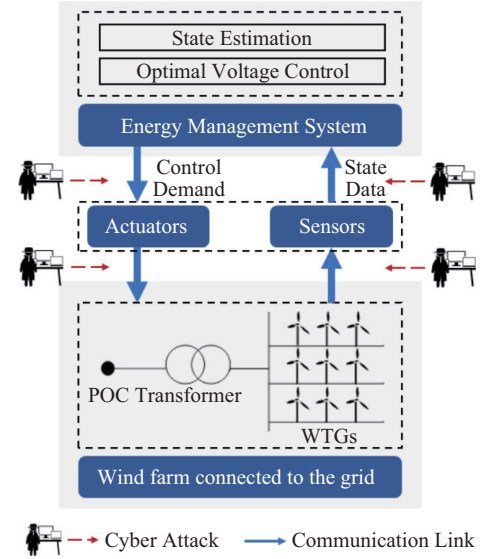 State Estimation
Optimal Voltage Control
Energy Management System
Control
Demand
State
Data
Actuators
Sensors
POC Transformer
WTGs
Wind farm connected to the grid
Cyber Attack
Communication Link